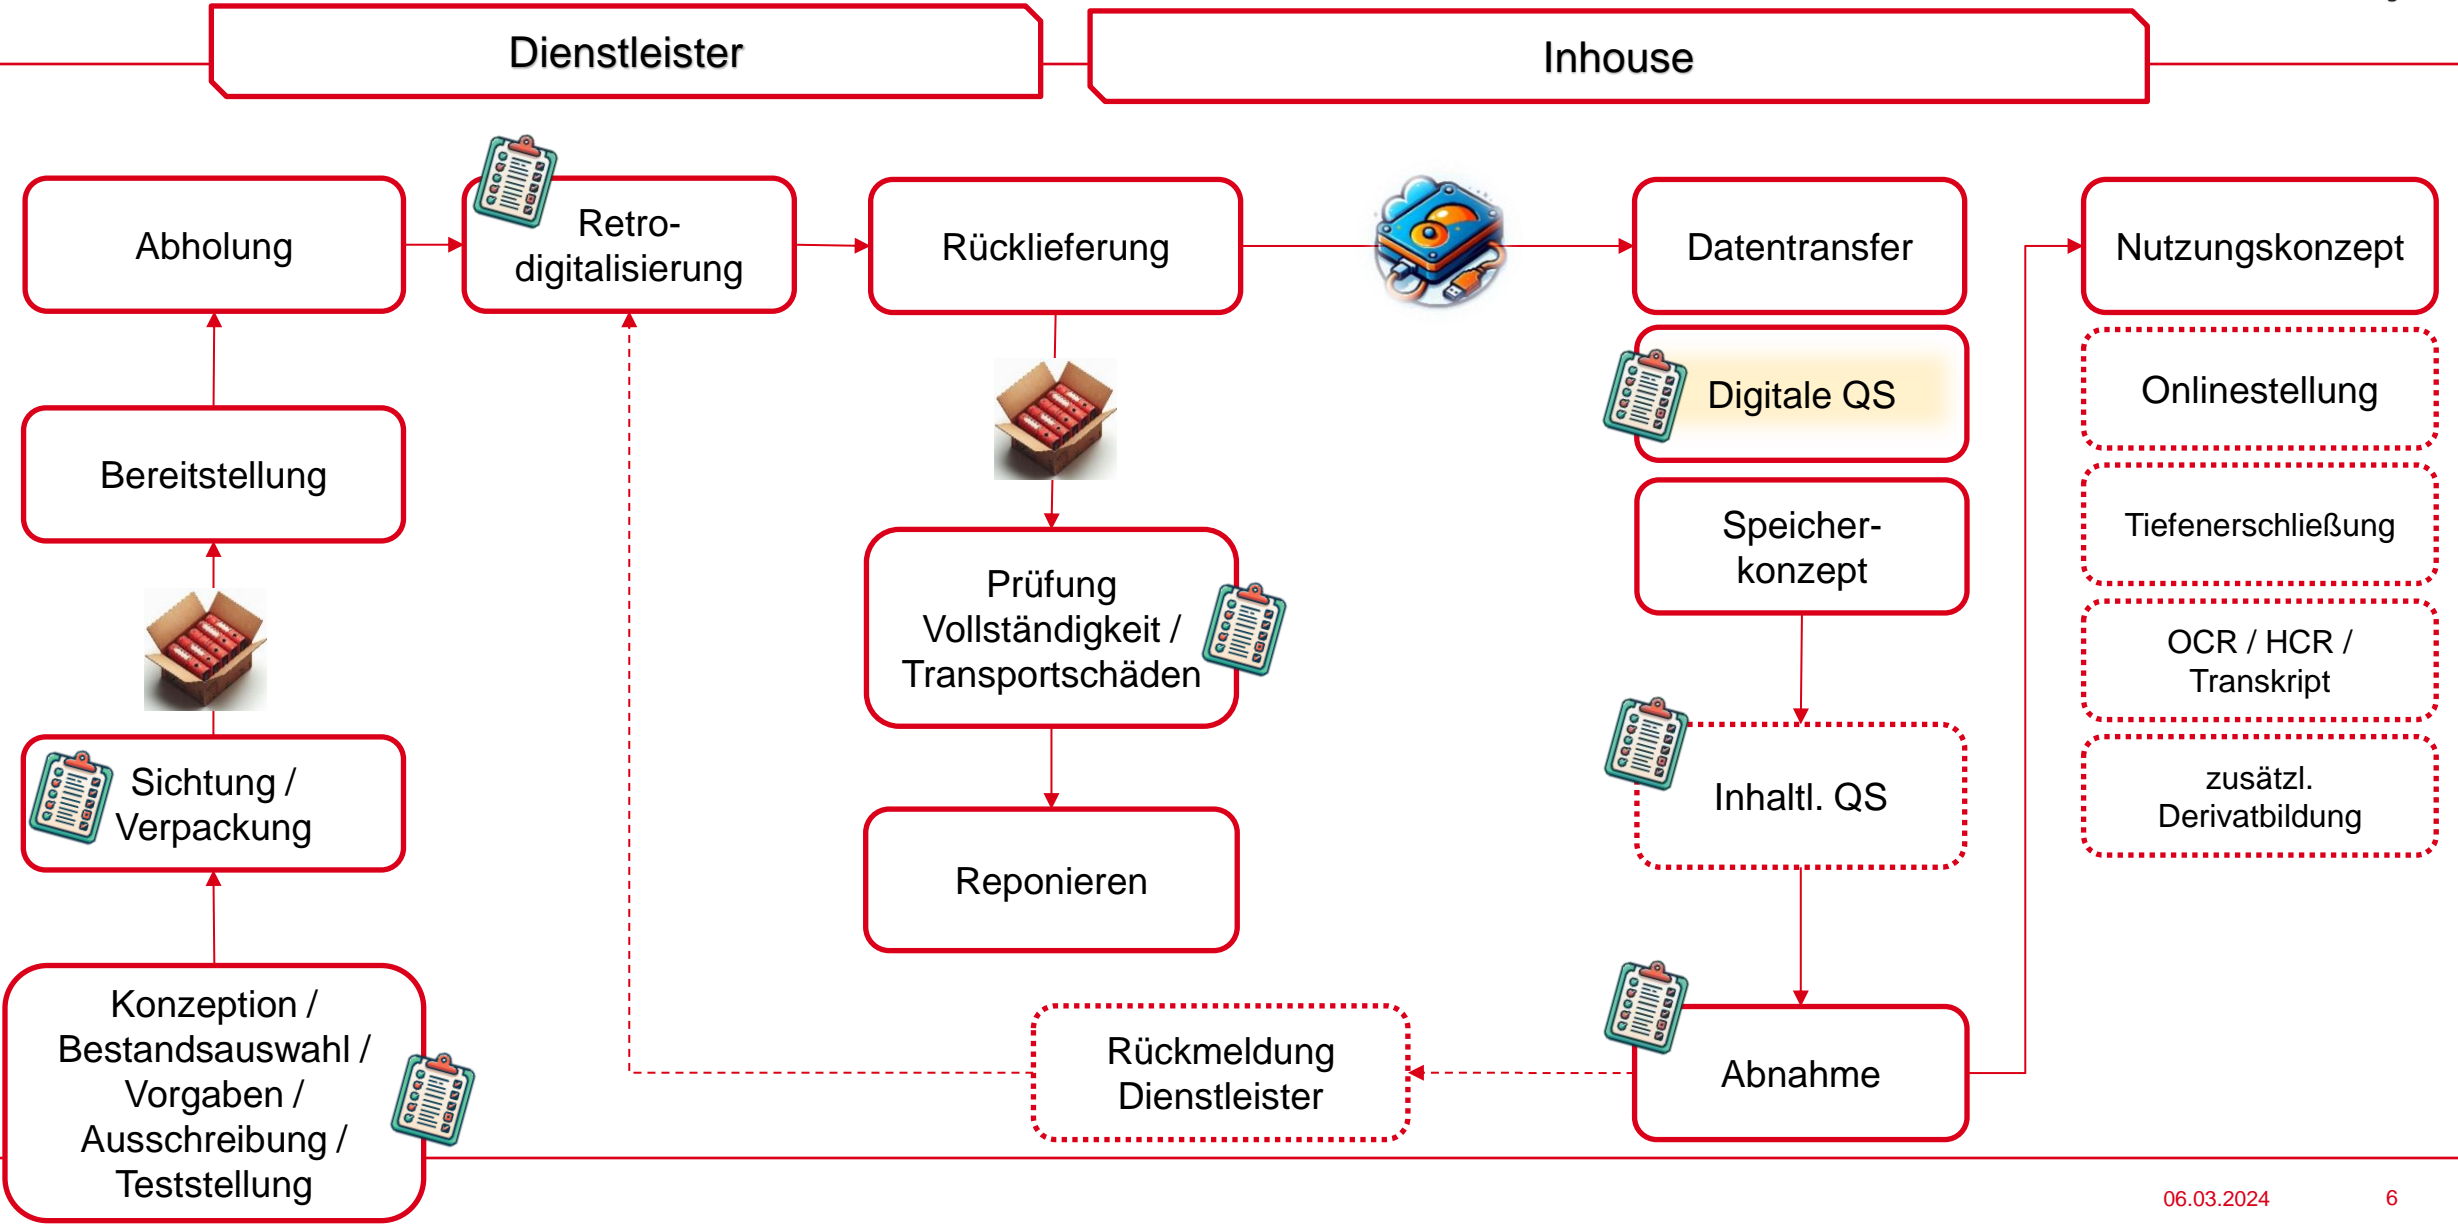 Dienstleister
Inhouse
Abholung
Retro-
digitalisierung
Rücklieferung
Datentransfer
Nutzungskonzept
Bereitstellung
Digitale QS
Onlinestellung
Speicher-
konzept
Tiefenerschließung
Prüfung
Vollständigkeit /
Transportschäden
OCR / HCR /
Transkript
Sichtung /
Verpackung
Inhaltl. QS
zusätzl.
Derivatbildung
Reponieren
Konzeption /
Bestandsauswahl /
Vorgaben /
Ausschreibung /
Teststellung
Rückmeldung
Dienstleister
Abnahme
06.03.2024
6